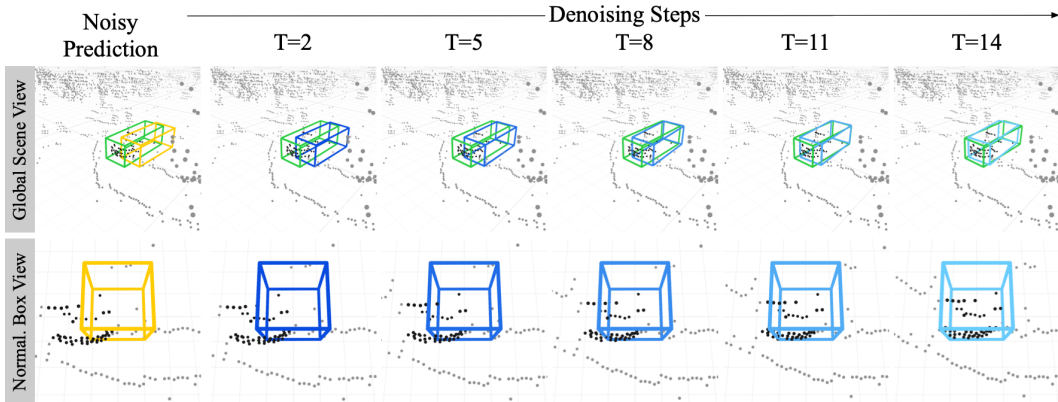 Noisy
Prediction
Denoising Steps
T=2
T=5
T=8
T=11
T=14
Global Scene View
Normal. Box View